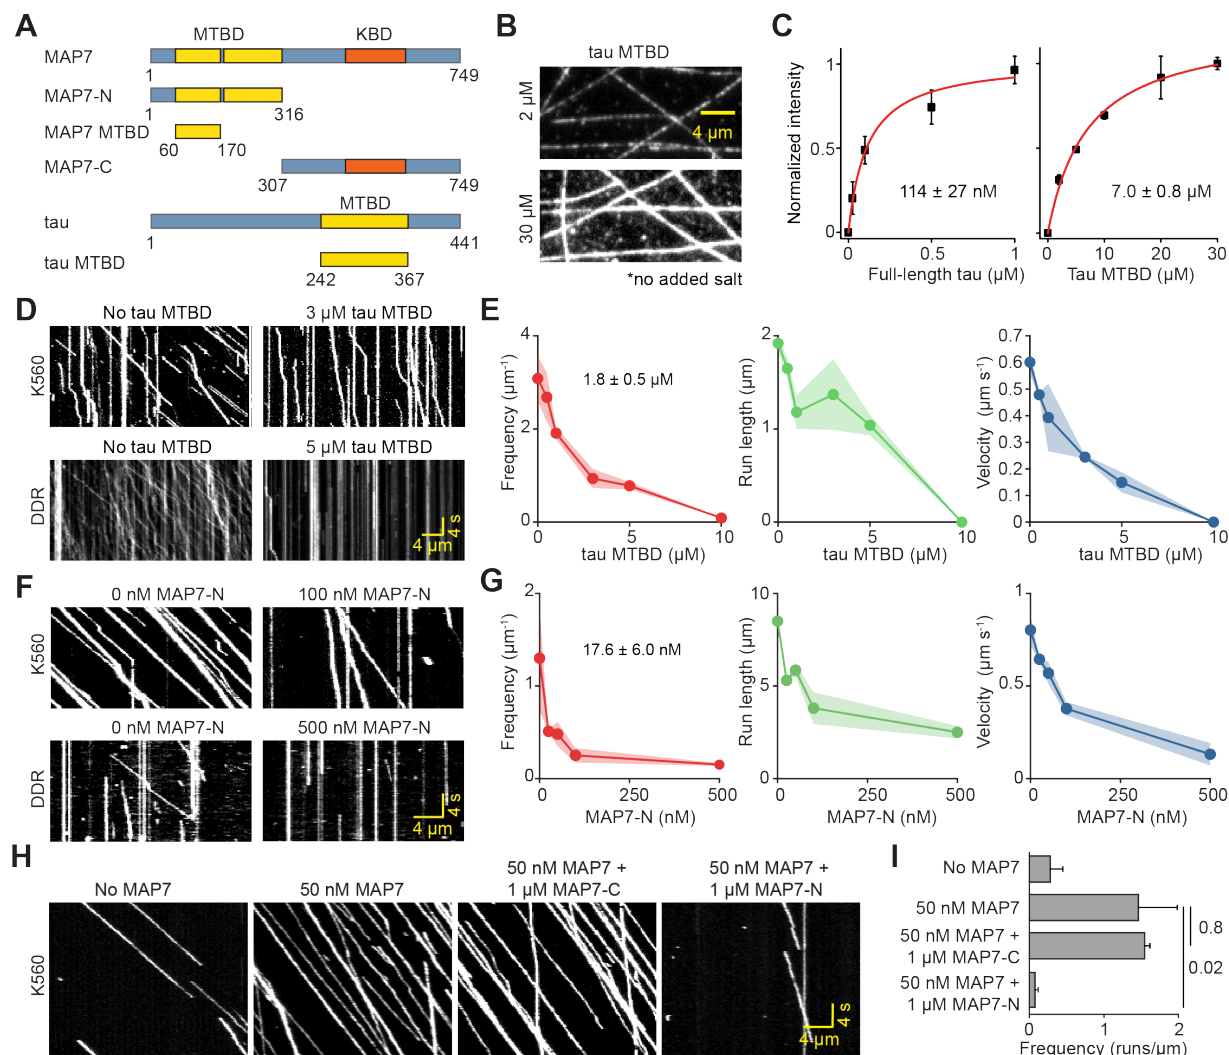 A
MTBD
KBD
MAP7
1
749
MAP7-N
1
316
MAP7 MTBD
60
170
MAP7-C
307
749
MTBD
tau
1
441
tau MTBD
242
367
B
tau MTBD
2 µM
4 µm
30 µM
*no added salt
C
Normalized intensity
1
0.5
0
114 ± 27 nM
0
0.5
1
Full-length tau (µM)
7.0 ± 0.8 µM
0
10
20
30
Tau MTBD (µM)
D
No tau MTBD
3 µM tau MTBD
K560
No tau MTBD
5 µM tau MTBD
DDR
4 µm
4 s
E
Frequency (µm⁻¹)
4
2
0
1.8 ± 0.5 µM
0
5
10
tau MTBD (µM)
Run length (µm)
2
1
0
0
5
10
tau MTBD (µM)
Velocity (µm s⁻¹)
0.7
0.6
0.5
0.4
0.3
0.2
0.1
0
0
5
10
tau MTBD (µM)
F
0 nM MAP7-N
100 nM MAP7-N
K560
0 nM MAP7-N
500 nM MAP7-N
DDR
4 µm
4 s
G
Frequency (µm⁻¹)
2
1
0
17.6 ± 6.0 nM
0
250
500
MAP7-N (nM)
Run length (µm)
10
5
0
0
250
500
MAP7-N (nM)
Velocity (µm s⁻¹)
1
0
0
250
500
MAP7-N (nM)
H
No MAP7
50 nM MAP7
50 nM MAP7 +
1 µM MAP7-C
50 nM MAP7 +
1 µM MAP7-N
K560
4 µm
4 s
I
No MAP7
50 nM MAP7
50 nM MAP7 +
1 µM MAP7-C
50 nM MAP7 +
1 µM MAP7-N
0.8
0.02
0
1
2
Frequency (runs/µm)